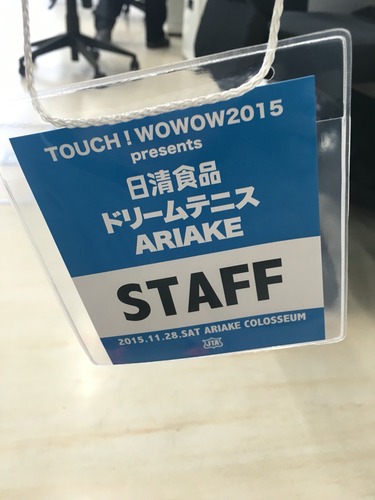 TOUCH！WOWOW2015
presents
日清食品
ドリームテニス
ARIAKE
STAFF
2015.11.28.SAT ARIAKE COLOSSEUM
JTA